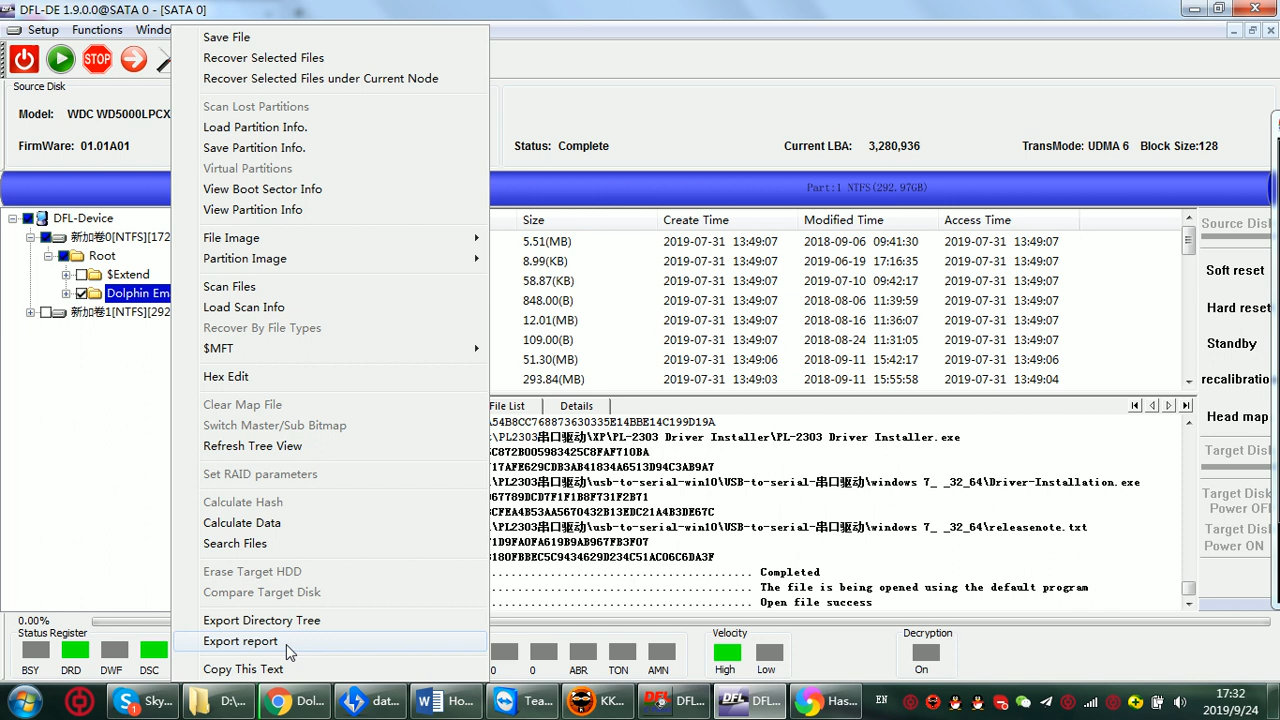 DFL-DE 1.9.0.0@SATA 0 - [SATA 0]
Setup Functions Windo
STOP
Source Disk
Model: WDC WD5000LPCX
FirmWare: 01.01A01
Status: Complete
Current LBA: 3,280,936
TransMode: UDMA 6 Block Size:128
Part:1 NTFS(292.97GB)
DFL-Device
新加卷0[NTFS][172
Root
$Extend
Dolphin Em
新加卷1[NTFS][292
Save File
Recover Selected Files
Recover Selected Files under Current Node
Scan Lost Partitions
Load Partition Info.
Save Partition Info.
Virtual Partitions
View Boot Sector Info
View Partition Info
File Image
Partition Image
Scan Files
Load Scan Info
Recover By File Types
$MFT
Hex Edit
Clear Map File
Switch Master/Sub Bitmap
Refresh Tree View
Set RAID parameters
Calculate Hash
Calculate Data
Search Files
Erase Target HDD
Compare Target Disk
Export Directory Tree
Export report
Copy This Text
Size Create Time Modified Time Access Time
5.51(MB) 2019-07-31 13:49:07 2018-09-06 09:41:30 2019-07-31 13:49:07
8.99(KB) 2019-07-31 13:49:07 2019-06-19 17:16:35 2019-07-31 13:49:07
58.87(KB) 2019-07-31 13:49:07 2019-07-10 09:42:17 2019-07-31 13:49:07
848.00(B) 2019-07-31 13:49:07 2018-08-06 11:39:59 2019-07-31 13:49:07
12.01(MB) 2019-07-31 13:49:07 2018-08-16 11:36:07 2019-07-31 13:49:07
109.00(B) 2019-07-31 13:49:07 2018-08-24 11:31:05 2019-07-31 13:49:07
51.30(MB) 2019-07-31 13:49:06 2018-09-11 15:42:17 2019-07-31 13:49:06
293.84(MB) 2019-07-31 13:49:03 2018-09-11 15:55:58 2019-07-31 13:49:04
File List Details
A54B8CC768873630335E14BBE14C199D19A
\PL2303串口驱动\XP\PL-2303 Driver Installer\PL-2303 Driver Installer.exe
5C872B005983425C8FAF710BA
17AFE629CDB3AB41834A6513D94C3AB9A7
\PL2303串口驱动\usb-to-serial-win10\USB-to-serial-串口驱动\windows 7_ _32_64\Driver-Installation.exe
067789DCD7F1F1B8F731F2B71
CFEA4B53AA5670432B13EDC21A4B3DE67C
\PL2303串口驱动\usb-to-serial-win10\USB-to-serial-串口驱动\windows 7_ _32_64\releasenote.txt
71D9FA0FA619B9AB967FB3F07
3180FBBEC5C9434629D234C51AC06C6DA3F
Completed
The file is being opened using the default program
Open file success
Source Dis
Soft reset
Hard reset
Standby
recalibratio
Head map
Target Disk
Target Disk
Power OFF
Target Disk
Power ON
0.00%
Status Register
BSY DRD DWF DSC
0 0 ABR TON AMN
Velocity
High Low
Decryption
On
Sky... D:\... Dol... dat... Ho... Tea... KK... DFL... DFL... Has...
EN
17:32
2019/9/24